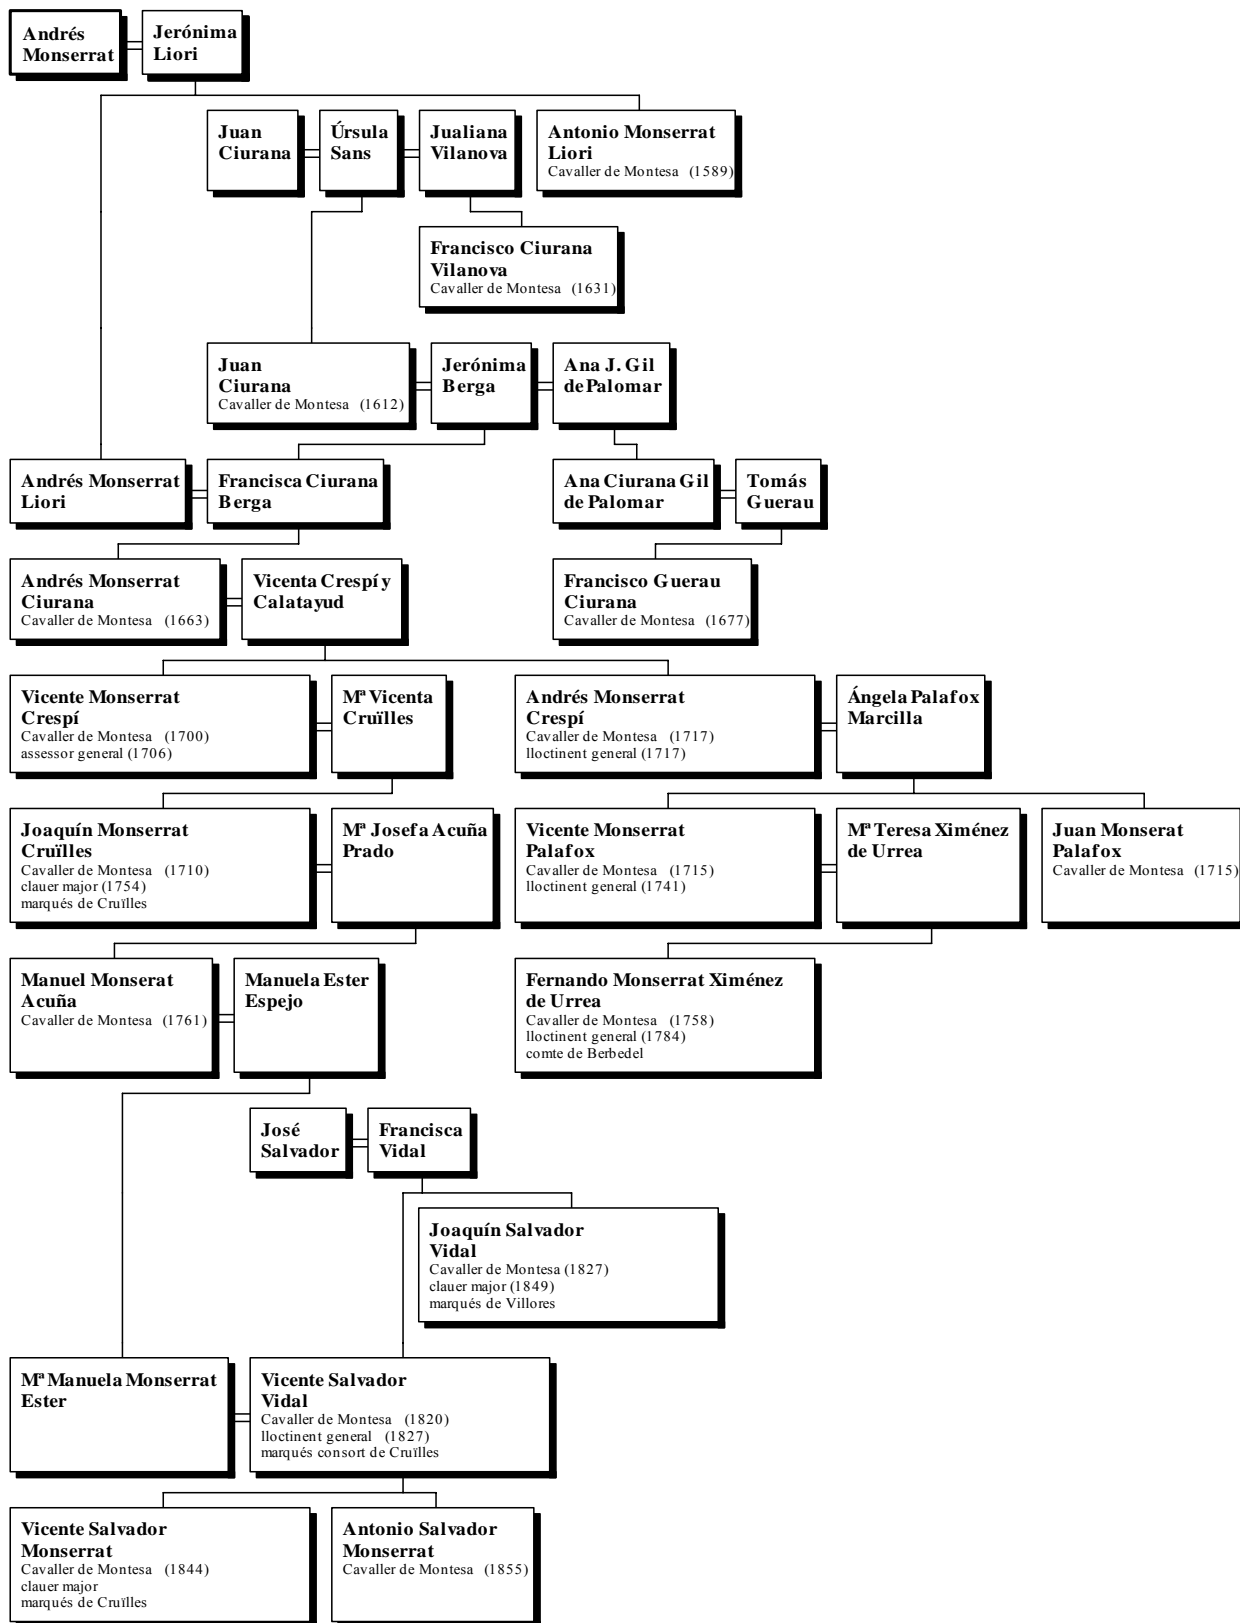 Andrés
Monserrat
Jerónima
Liori
Juan
Ciurana
Úrsula
Sans
Jualiana
Vilanova
Antonio Monserrat
Liori
Cavaller de Montesa (1589)
Francisco Ciurana
Vilanova
Cavaller de Montesa (1631)
Juan
Ciurana
Cavaller de Montesa (1612)
Jerónima
Berga
Ana J. Gil
de Palomar
Andrés Monserrat
Liori
Francisca Ciurana
Berga
Ana Ciurana Gil
de Palomar
Tomás
Guerau
Andrés Monserrat
Ciurana
Cavaller de Montesa (1663)
Vicenta Crespí y
Calatayud
Francisco Guerau
Ciurana
Cavaller de Montesa (1677)
Vicente Monserrat
Crespí
Cavaller de Montesa (1700)
assessor general (1706)
Mª Vicenta
Cruïlles
Andrés Monserrat
Crespí
Cavaller de Montesa (1717)
lloctinent general (1717)
Ángela Palafox
Marcilla
Joaquín Monserrat
Cruïlles
Cavaller de Montesa (1710)
clauer major (1754)
marqués de Cruïlles
Mª Josefa Acuña
Prado
Vicente Monserrat
Palafox
Cavaller de Montesa (1715)
lloctinent general (1741)
Mª Teresa Ximénez
de Urrea
Juan Monserat
Palafox
Cavaller de Montesa (1715)
Manuel Monserat
Acuña
Cavaller de Montesa (1761)
Manuela Ester
Espejo
Fernando Monserrat Ximénez
de Urrea
Cavaller de Montesa (1758)
lloctinent general (1784)
comte de Berbedel
José
Salvador
Francisca
Vidal
Joaquín Salvador
Vidal
Cavaller de Montesa (1827)
clauer major (1849)
marqués de Villores
Mª Manuela Monserrat
Ester
Vicente Salvador
Vidal
Cavaller de Montesa (1820)
lloctinent general (1827)
marqués consort de Cruïlles
Vicente Salvador
Monserrat
Cavaller de Montesa (1844)
clauer major
marqués de Cruïlles
Antonio Salvador
Monserrat
Cavaller de Montesa (1855)